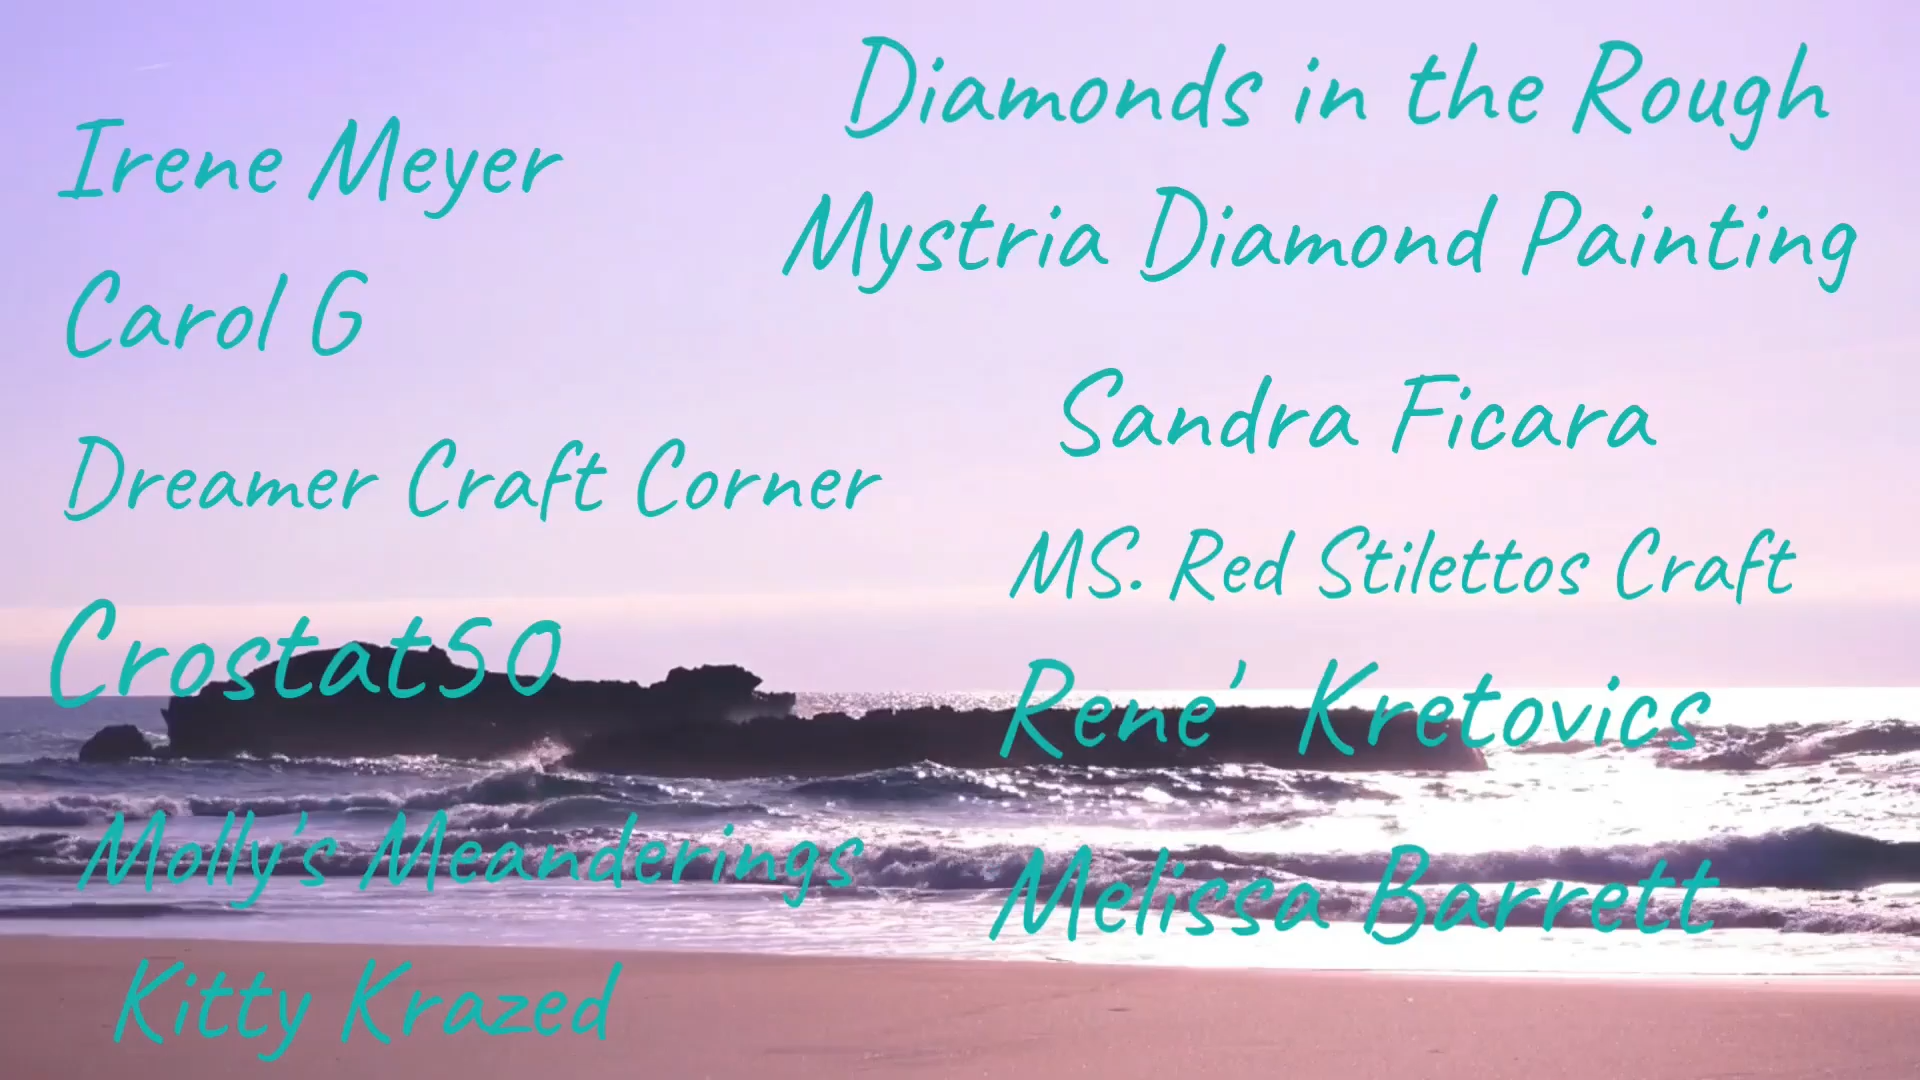 Irene Meyer
Carol G
Dreamer Craft Corner
Crostat50
Molly's Meanderings
Kitty Krazed
Diamonds in the Rough
Mystria Diamond Painting
Sandra Ficara
MS. Red Stilettos Craft
Rene' Kretovics
Melissa Barrett